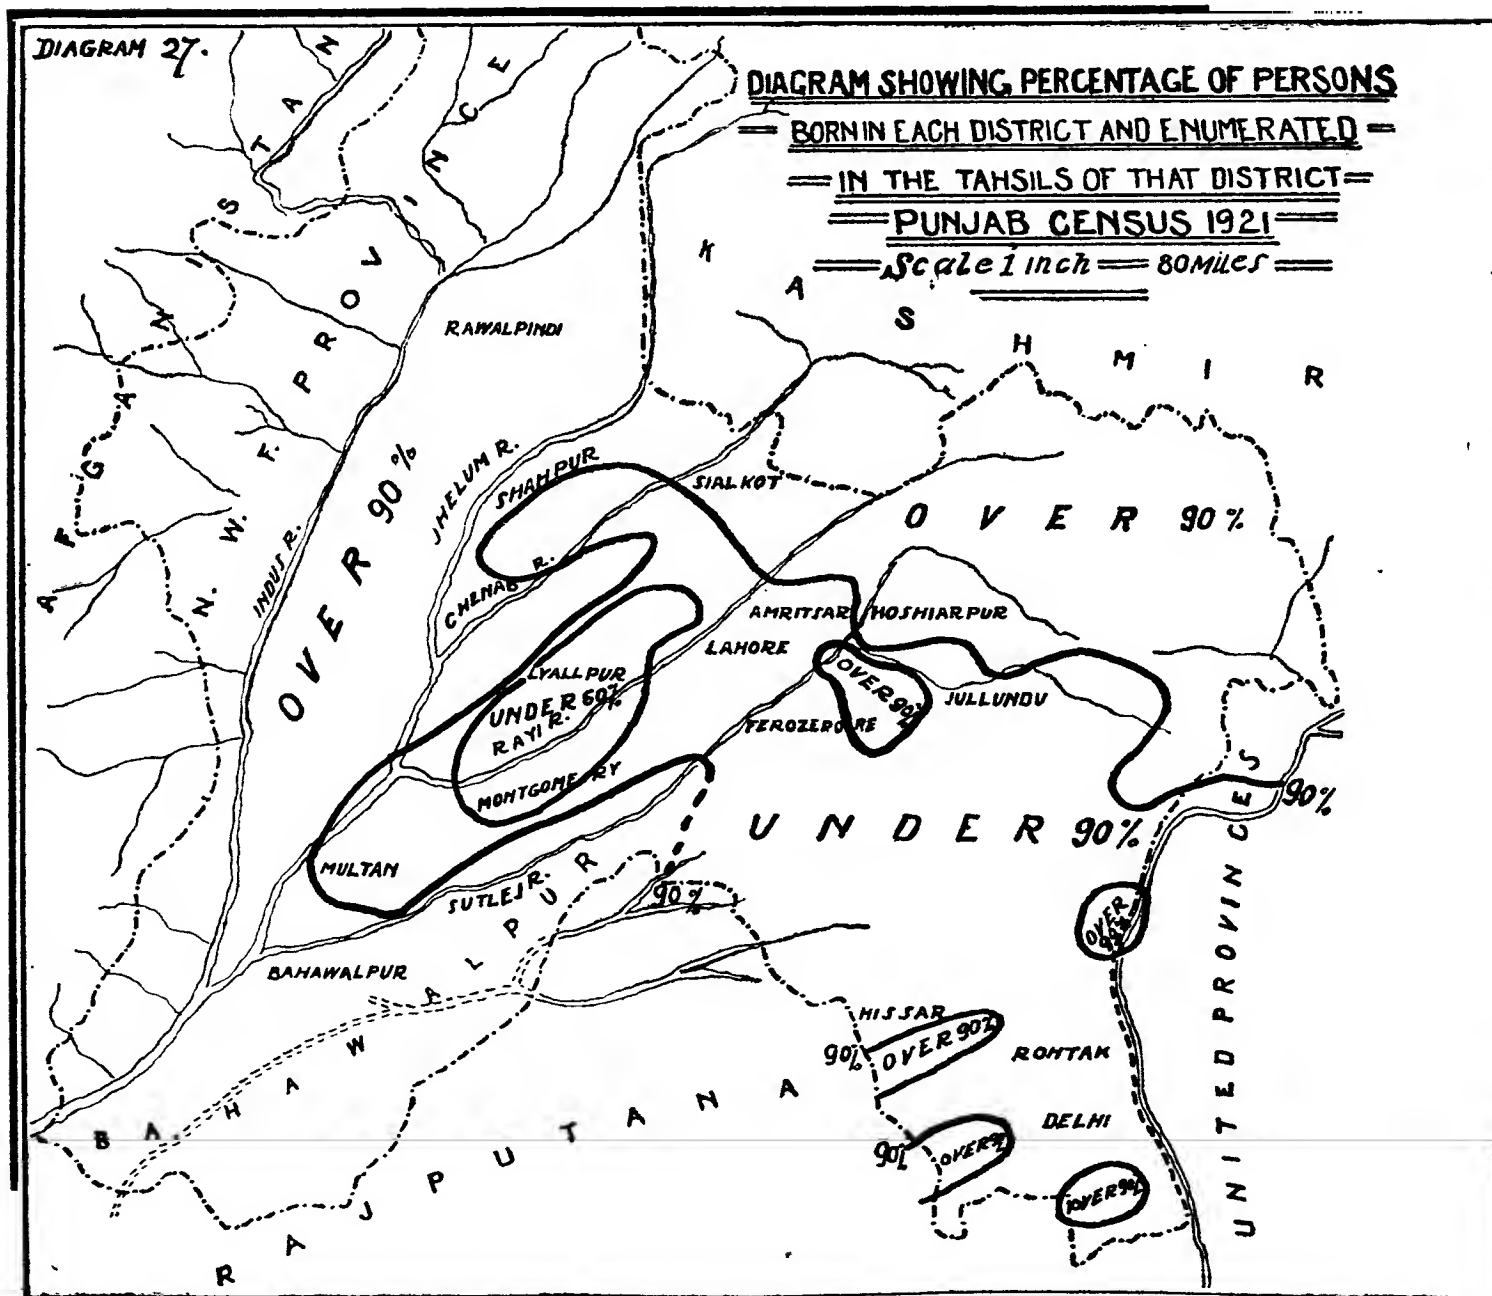 DIAGRAM 27.
DIAGRAM SHOWING PERCENTAGE OF PERSONS
BORN IN EACH DISTRICT AND ENUMERATED
IN THE TAHSILS OF THAT DISTRICT
PUNJAB CENSUS 1921
Scale 1 inch = 80 Miles
AFGANISTAN
N. W. F. PROVINCE
KASHMIR
RAWALPINDI
OVER 90%
JHELUM R.
SHAHPUR
SIALKOT
OVER 90%
INDUS R.
CHENAB R.
AMRITSAR
HOSHIARPUR
LAHORE
LYALLPUR
UNDER 60%
RAVI R.
OVER 90%
JULLUNDU
FEROZEPORE
MONTGOMERY
UNDER 90%
90%
MULTAN
SUTLEJ R.
90%
OVER
BAHAWALPUR
BAHAWALPUR
HISSAR
90%
OVER 90%
ROHTAK
DELHI
90%
OVER 90%
OVER 90%
RAJPUTANA
UNITED PROVINCES